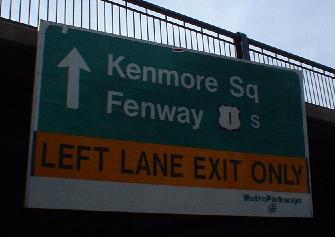 Kenmore Sq
Fenway 1 S
LEFT LANE EXIT ONLY
MetroParkways